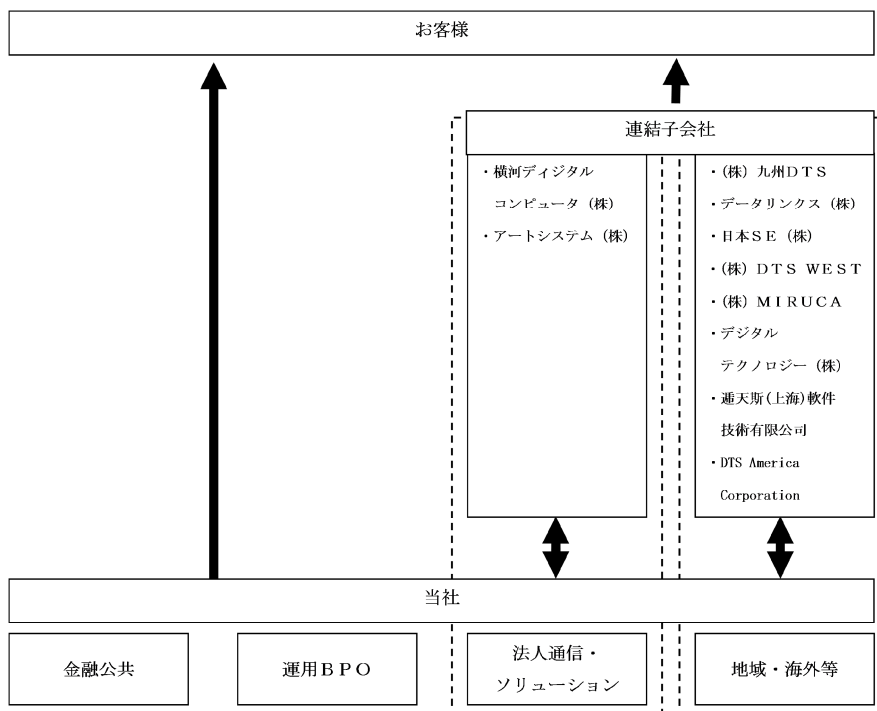 お客様
連結子会社
・横河ディジタル
コンピュータ (株)
・アートシステム (株)
・(株) 九州ＤＴＳ
・データリンクス (株)
・日本ＳＥ (株)
・(株) ＤＴＳ ＷＥＳＴ
・(株) ＭＩＲＵＣＡ
・デジタル
テクノロジー (株)
・逓天斯(上海)軟件
技術有限公司
・DTS America
Corporation
当社
金融公共
運用ＢＰＯ
法人通信・
ソリューション
地域・海外等